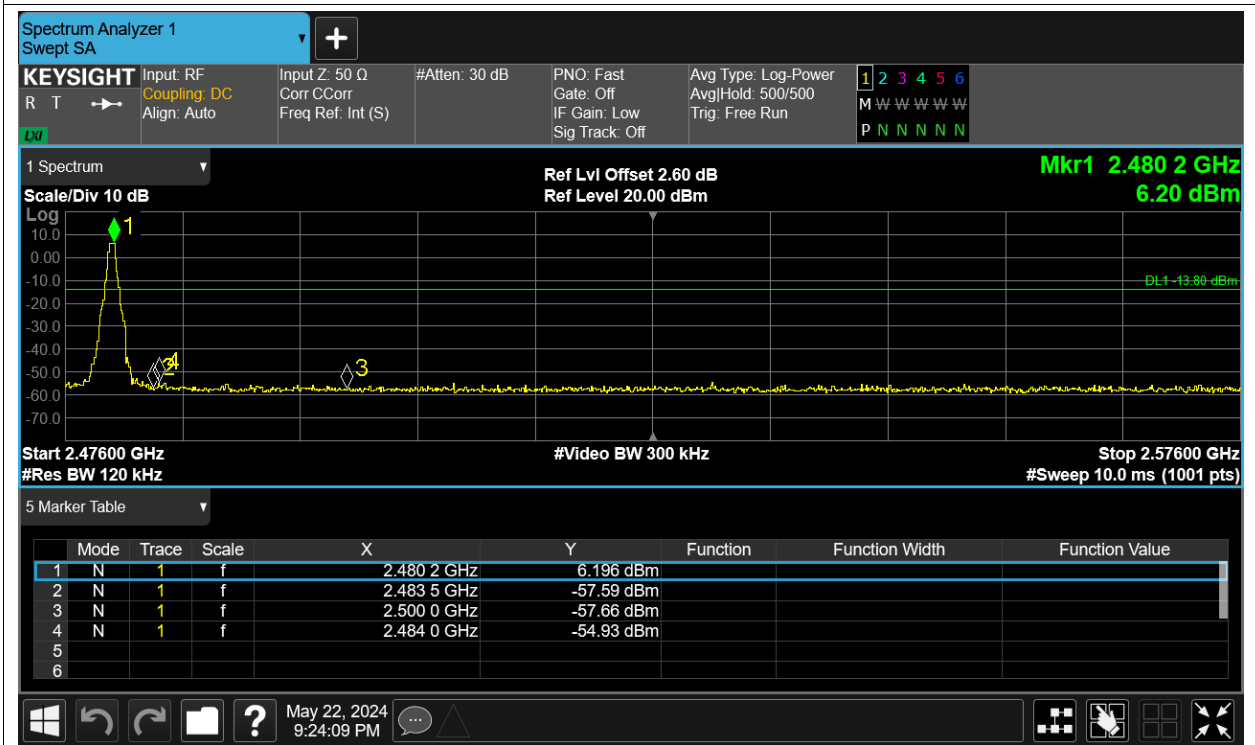 Spectrum Analyzer 1
Swept SA
KEYSIGHT
R T
LXI
Input: RF
Coupling: DC
Align: Auto
Input Z: 50 Ω
Corr CCorr
Freq Ref: Int (S)
#Atten: 30 dB
PNO: Fast
Gate: Off
IF Gain: Low
Sig Track: Off
Avg Type: Log-Power
Avg|Hold: 500/500
Trig: Free Run
1 2 3 4 5 6
M W W W W W
P N N N N N
1 Spectrum
Scale/Div 10 dB
Ref Lvl Offset 2.60 dB
Ref Level 20.00 dBm
Mkr1 2.480 2 GHz
6.20 dBm
Log
10.0
0.00
-10.0
-20.0
-30.0
-40.0
-50.0
-60.0
-70.0
1
DL1 -13.80 dBm
2
4
3
Start 2.47600 GHz
#Video BW 300 kHz
Stop 2.57600 GHz
#Res BW 120 kHz
#Sweep 10.0 ms (1001 pts)
5 Marker Table
Mode Trace Scale X Y Function Function Width Function Value
1 N 1 f 2.480 2 GHz 6.196 dBm
2 N 1 f 2.483 5 GHz -57.59 dBm
3 N 1 f 2.500 0 GHz -57.66 dBm
4 N 1 f 2.484 0 GHz -54.93 dBm
5
6
?
May 22, 2024
9:24:09 PM